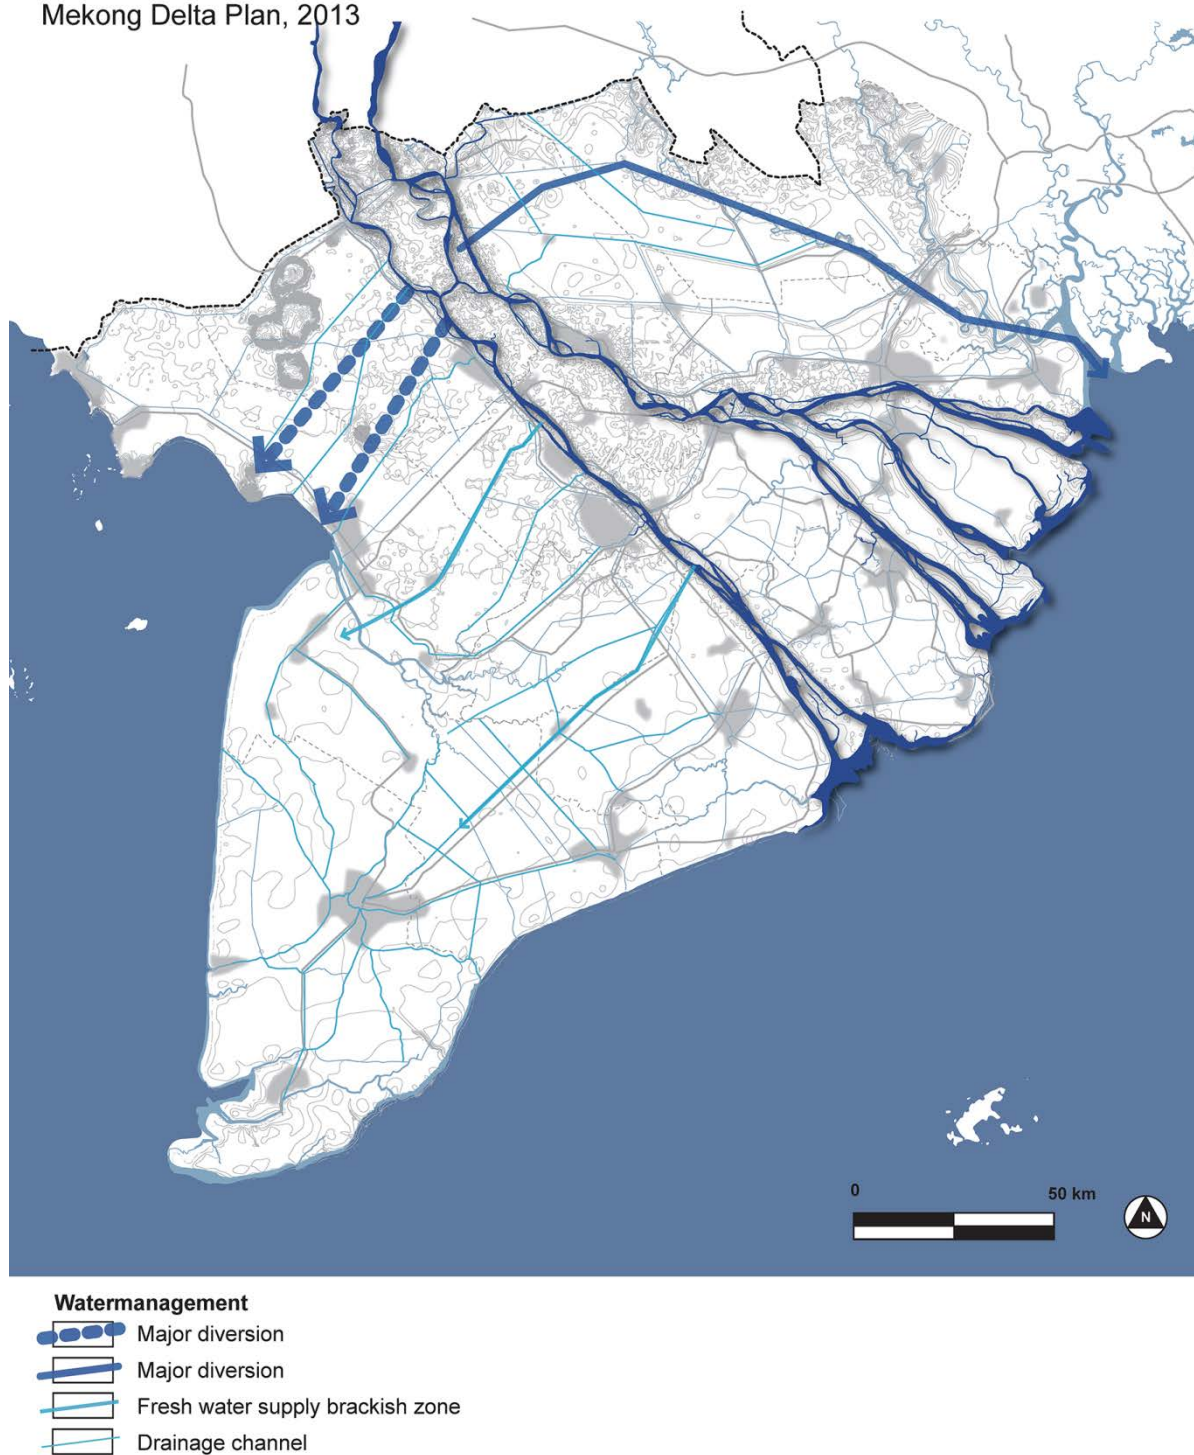 Mekong Delta Plan, 2013
0 50 km
N
Watermanagement
Major diversion
Major diversion
Fresh water supply brackish zone
Drainage channel